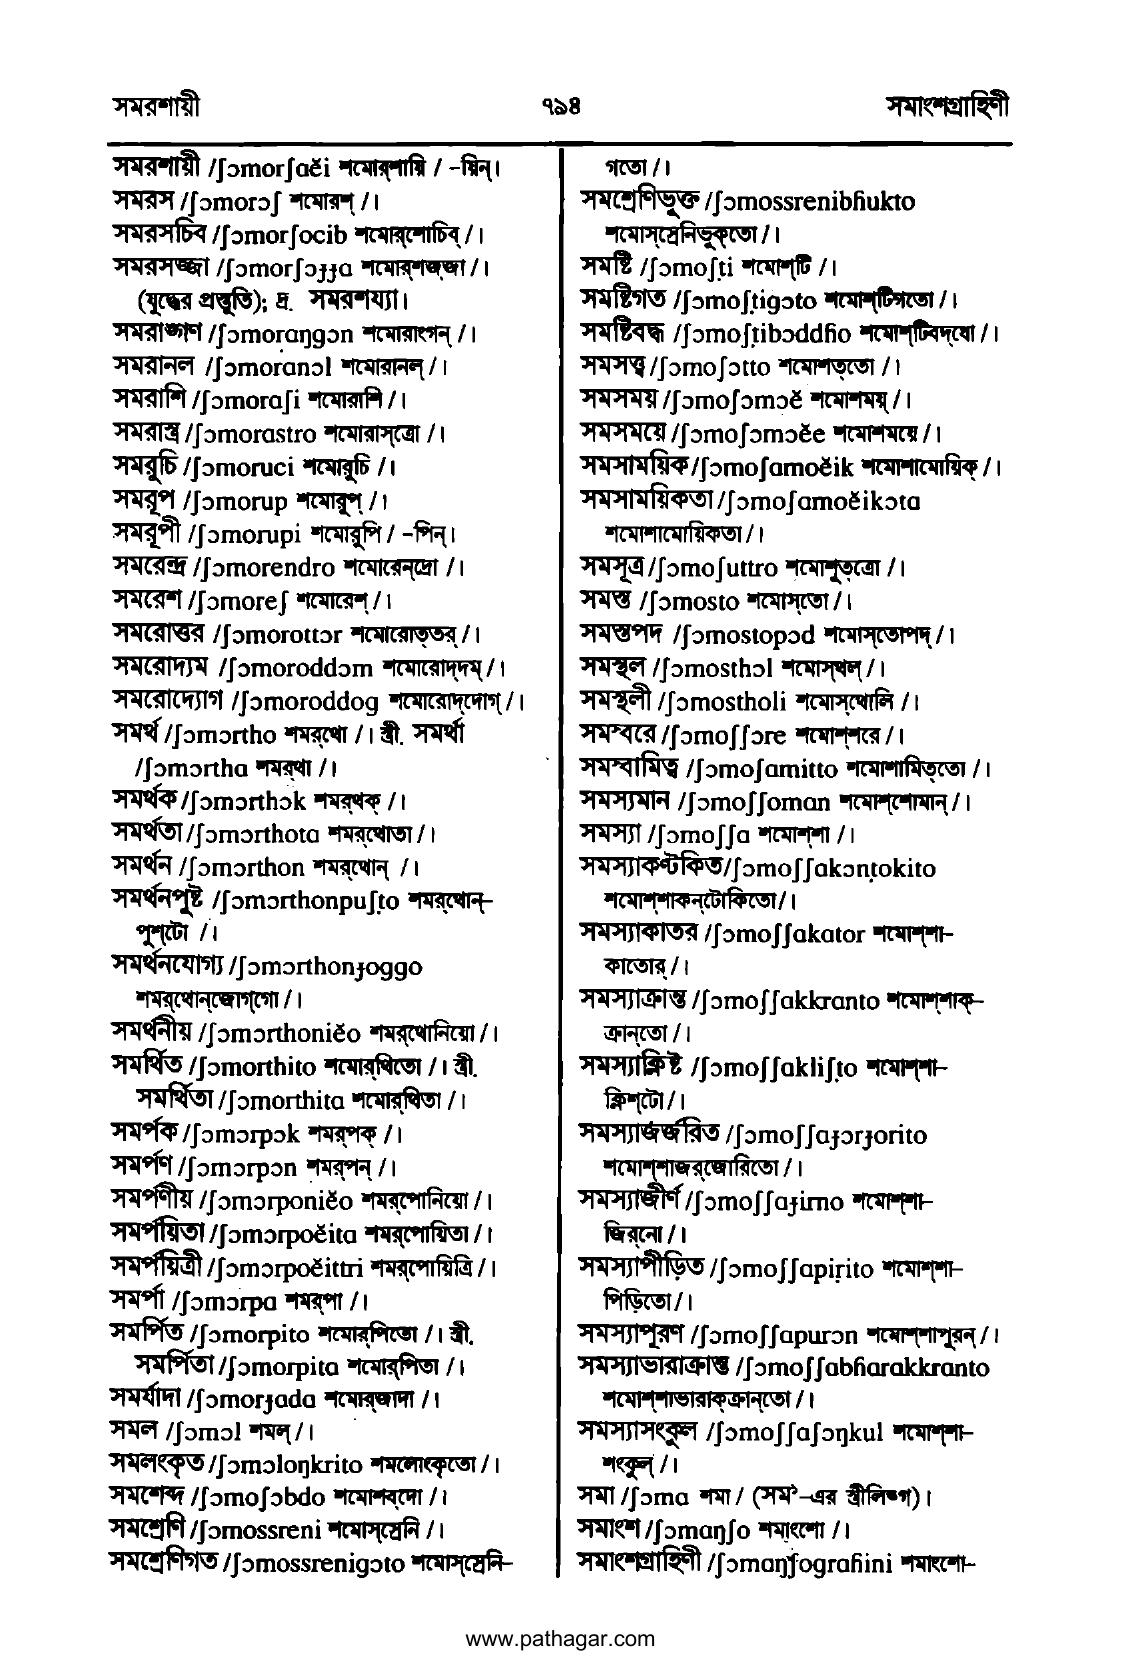 সমরশায়ী ৭৯৪ সমাংশগ্রাহিণী
সমরশায়ী /ʃɔmorʃaĕi শমোর্‌শায়ি / -য়িন্‌।
সমরস /ʃɔmorɔʃ শমোরশ্‌ /।
সমরসচিব /ʃɔmorʃocib শমোর্‌শোচিব্‌ /।
সমরসজ্জা /ʃɔmorʃɔɟɟa শমোর্‌শজ্‌জা /।
(যুদ্ধের প্রস্তুতি); দ্র. সমরশয্যা।
সমরাঙ্গণ /ʃɔmoraŋgɔn শমোরাংগন্‌ /।
সমরানল /ʃɔmoranɔl শমোরানল্‌ /।
সমরাশি /ʃɔmoraʃi শমোরাশি /।
সমরাস্ত্র /ʃɔmorastro শমোরাস্‌ত্রো /।
সমরুচি /ʃɔmoruci শমোরুচি /।
সমরূপ /ʃɔmorup শমোরুপ্‌ /।
সমরূপী /ʃɔmorupi শমোরুপি / -পিন্‌।
সমরেন্দ্র /ʃɔmorendro শমোরেন্‌দ্রো /।
সমরেশ /ʃɔmoreʃ শমোরেশ্‌ /।
সমরোত্তর /ʃɔmorottɔr শমোরোত্‌তর্‌ /।
সমরোদ্যম /ʃɔmoroddɔm শমোরোদ্‌দম্‌ /।
সমরোদ্যোগ /ʃɔmoroddog শমোরোদ্‌দোগ্‌ /।
সমর্থ /ʃɔmɔrtho শমর্‌থো /। স্ত্রী. সমর্থা
/ʃɔmɔrtha শমর্‌থা /।
সমর্থক /ʃɔmɔrthɔk শমর্‌থক্‌ /।
সমর্থতা /ʃɔmɔrthota শমর্‌থোতা /।
সমর্থন /ʃɔmɔrthon শমর্‌থোন্‌ /।
সমর্থনপুষ্ট /ʃɔmɔrthonpuʃṭo শমর্‌থোন্‌-
পুশ্‌টো /।
সমর্থনযোগ্য /ʃɔmɔrthonɟoggo
শমর্‌থোন্‌জোগ্‌গো /।
সমর্থনীয় /ʃɔmɔrthoniĕo শমর্‌থোনিয়ো /।
সমর্থিত /ʃɔmorthito শমোর্‌থিতো /। স্ত্রী.
সমর্থিতা /ʃɔmorthita শমোর্‌থিতা /।
সমর্পক /ʃɔmɔrpɔk শমর্‌পক্‌ /।
সমর্পণ /ʃɔmɔrpɔn শমর্‌পন্‌ /।
সমর্পণীয় /ʃɔmɔrponiĕo শমর্‌পোনিয়ো /।
সমর্পয়িতা /ʃɔmɔrpoĕita শমর্‌পোয়িতা /।
সমর্পয়িত্রী /ʃɔmɔrpoĕittri শমর্‌পোয়িত্রি /।
সমর্পা /ʃɔmɔrpa শমর্‌পা /।
সমর্পিত /ʃɔmorpito শমোর্‌পিতো /। স্ত্রী.
সমর্পিতা /ʃɔmorpita শমোর্‌পিতা /।
সমর্যাদা /ʃɔmorɟada শমোর্‌জাদা /।
সমল /ʃɔmɔl শমল্‌ /।
সমলংকৃত /ʃɔmɔloŋkrito শমলোংকৃতো /।
সমশব্দ /ʃɔmoʃɔbdo শমোশব্‌দো /।
সমশ্রেণি /ʃɔmossreni শমোস্‌স্রেনি /।
সমশ্রেণিগত /ʃɔmossrenigɔto শমোস্‌স্রেনি-
গতো /।
সমশ্রেণিভুক্ত /ʃɔmossrenibɦukto
শমোস্‌স্রেনিভুক্‌তো /।
সমষ্টি /ʃɔmoʃṭi শমোশ্‌টি /।
সমষ্টিগত /ʃɔmoʃṭigɔto শমোশ্‌টিগতো /।
সমষ্টিবদ্ধ /ʃɔmoʃṭibɔddɦo শমোশ্‌টিবদ্‌ধো /।
সমসত্ত্ব /ʃɔmoʃɔtto শমোশত্‌তো /।
সমসময় /ʃɔmoʃɔmɔĕ শমোশময়্‌ /।
সমসময়ে /ʃɔmoʃɔmɔĕe শমোশময়ে /।
সমসাময়িক /ʃɔmoʃamoĕik শমোশামোয়িক্‌ /।
সমসাময়িকতা /ʃɔmoʃamoĕikɔta
শমোশামোয়িকতা /।
সমসূত্র /ʃɔmoʃuttro শমোশুত্‌ত্রো /।
সমস্ত /ʃɔmosto শমোস্‌তো /।
সমস্তপদ /ʃɔmostopɔd শমোস্‌তোপদ্‌ /।
সমস্থল /ʃɔmosthɔl শমোস্‌থল্‌ /।
সমস্থলী /ʃɔmostholi শমোস্‌থোলি /।
সমস্বরে /ʃɔmoʃʃɔre শমোশ্‌শরে /।
সমস্বামিত্ব /ʃɔmoʃamitto শমোশামিত্‌তো /।
সমস্যমান /ʃɔmoʃʃoman শমোশ্‌শোমান্‌ /।
সমস্যা /ʃɔmoʃʃa শমোশ্‌শা /।
সমস্যাকণ্টকিত /ʃɔmoʃʃakɔnṭokito
শমোশ্‌শাকন্‌টোকিতো /।
সমস্যাকাতর /ʃɔmoʃʃakator শমোশ্‌শা-
কাতোর্‌ /।
সমস্যাক্রান্ত /ʃɔmoʃʃakkranto শমোশ্‌শাক্‌-
ক্রান্‌তো /।
সমস্যাক্লিষ্ট /ʃɔmoʃʃakliʃṭo শমোশ্‌শা-
ক্লিশ্‌টো /।
সমস্যাজর্জরিত /ʃɔmoʃʃaɟɔrɟorito
শমোশ্‌শাজর্‌জোরিতো /।
সমস্যাজীর্ণ /ʃɔmoʃʃaɟirno শমোশ্‌শা-
জির্‌নো /।
সমস্যাপীড়িত /ʃɔmoʃʃapiṛito শমোশ্‌শা-
পিড়িতো /।
সমস্যাপূরণ /ʃɔmoʃʃapurɔn শমোশ্‌শাপুরন্‌ /।
সমস্যাভারাক্রান্ত /ʃɔmoʃʃabɦarakkranto
শমোশ্‌শাভারাক্‌ক্রান্‌তো /।
সমস্যাসংকুল /ʃɔmoʃʃaʃɔŋkul শমোশ্‌শা-
শংকুল্‌ /।
সমা /ʃɔma শমা / (সম১-এর স্ত্রীলিঙ্গ)।
সমাংশ /ʃɔmaŋʃo শমাংশো /।
সমাংশগ্রাহিণী /ʃɔmaŋʃograɦini শমাংশো-
www.pathagar.com